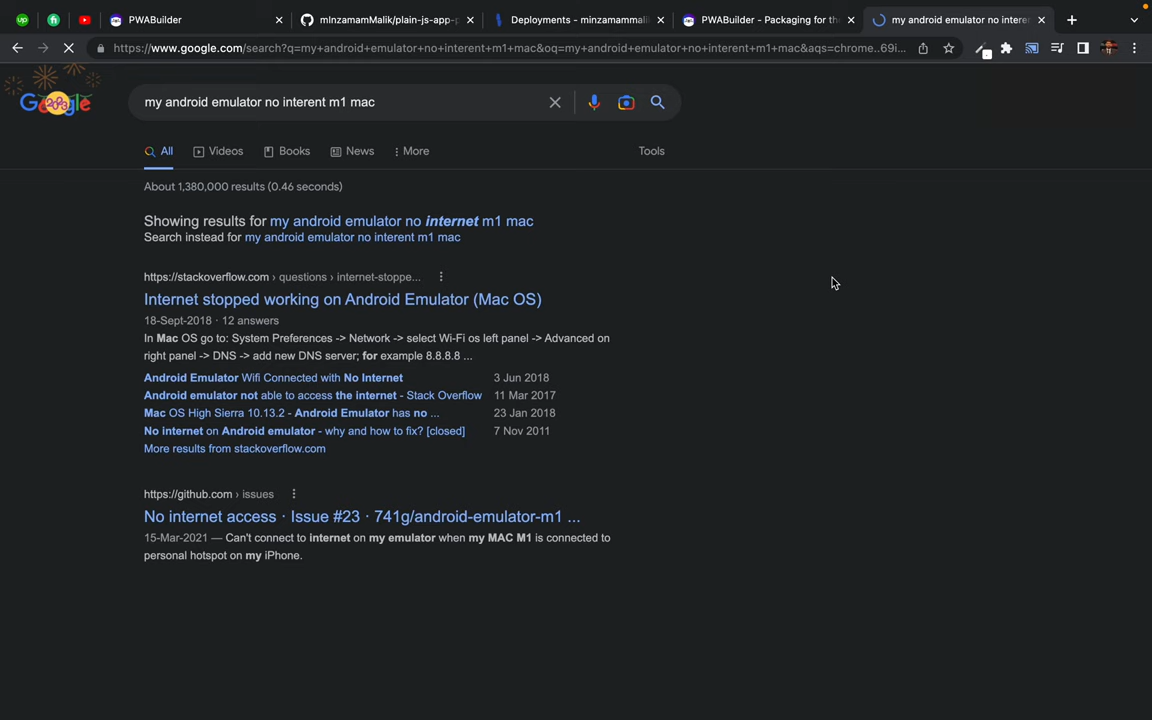 PWABuilder
mInzamamMalik/plain-js-app-p
Deployments - minzamammalik
PWABuilder - Packaging for the
my android emulator no intere
https://www.google.com/search?q=my+android+emulator+no+interent+m1+mac&oq=my+android+emulator+no+interent+m1+mac&aqs=chrome..69i...
Google
my android emulator no interent m1 mac
All
Videos
Books
News
More
Tools
About 1,380,000 results (0.46 seconds)
Showing results for my android emulator no internet m1 mac
Search instead for my android emulator no interent m1 mac
https://stackoverflow.com › questions › internet-stoppe...
Internet stopped working on Android Emulator (Mac OS)
18-Sept-2018 · 12 answers
In Mac OS go to: System Preferences -> Network -> select Wi-Fi os left panel -> Advanced on
right panel -> DNS -> add new DNS server; for example 8.8.8.8 ...
Android Emulator Wifi Connected with No Internet 3 Jun 2018
Android emulator not able to access the internet - Stack Overflow 11 Mar 2017
Mac OS High Sierra 10.13.2 - Android Emulator has no ... 23 Jan 2018
No internet on Android emulator - why and how to fix? [closed] 7 Nov 2011
More results from stackoverflow.com
https://github.com › issues
No internet access · Issue #23 · 741g/android-emulator-m1 ...
15-Mar-2021 — Can't connect to internet on my emulator when my MAC M1 is connected to
personal hotspot on my iPhone.